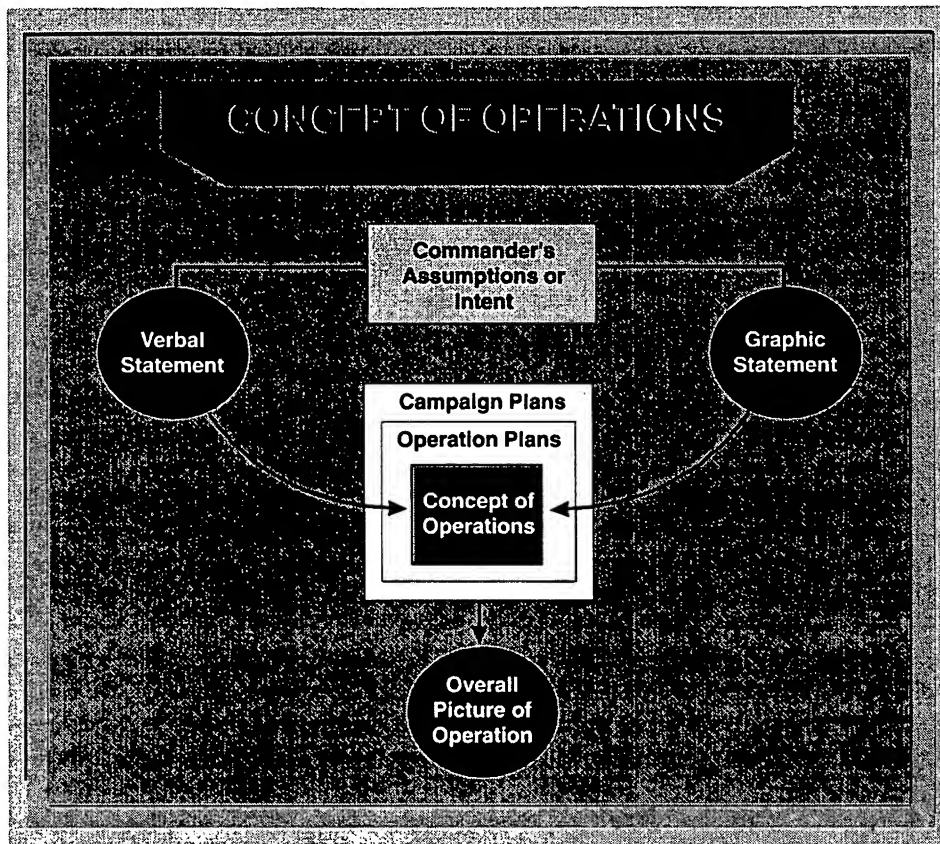 CONCEPT OF OPERATIONS
Commander's
Assumptions or
Intent
Verbal
Statement
Graphic
Statement
Campaign Plans
Operation Plans
Concept of
Operations
Overall
Picture of
Operation